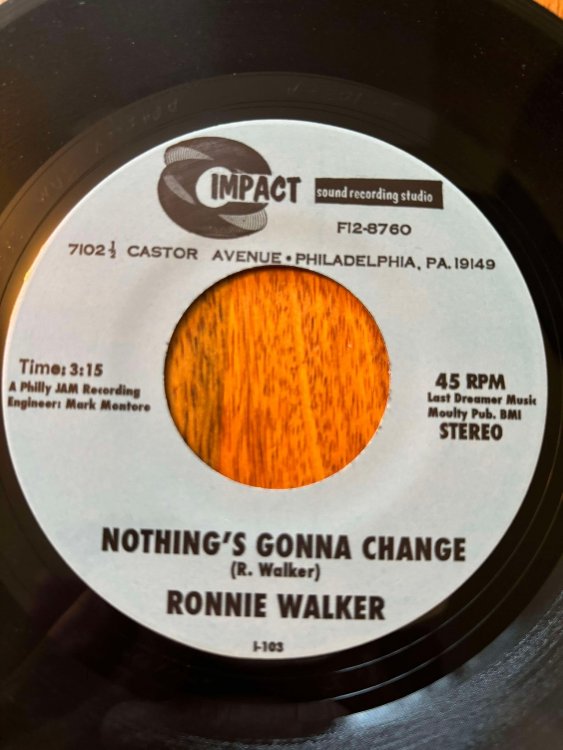 IMPACT sound recording studio
FI2-8760
7102½ CASTOR AVENUE • PHILADELPHIA, PA. 19149
Time: 3:15
A Philly JAM Recording
Engineer: Mark Mentore
45 RPM
Last Dreamer Music
Moulty Pub. BMI
STEREO
NOTHING'S GONNA CHANGE
(R. Walker)
RONNIE WALKER
I-103